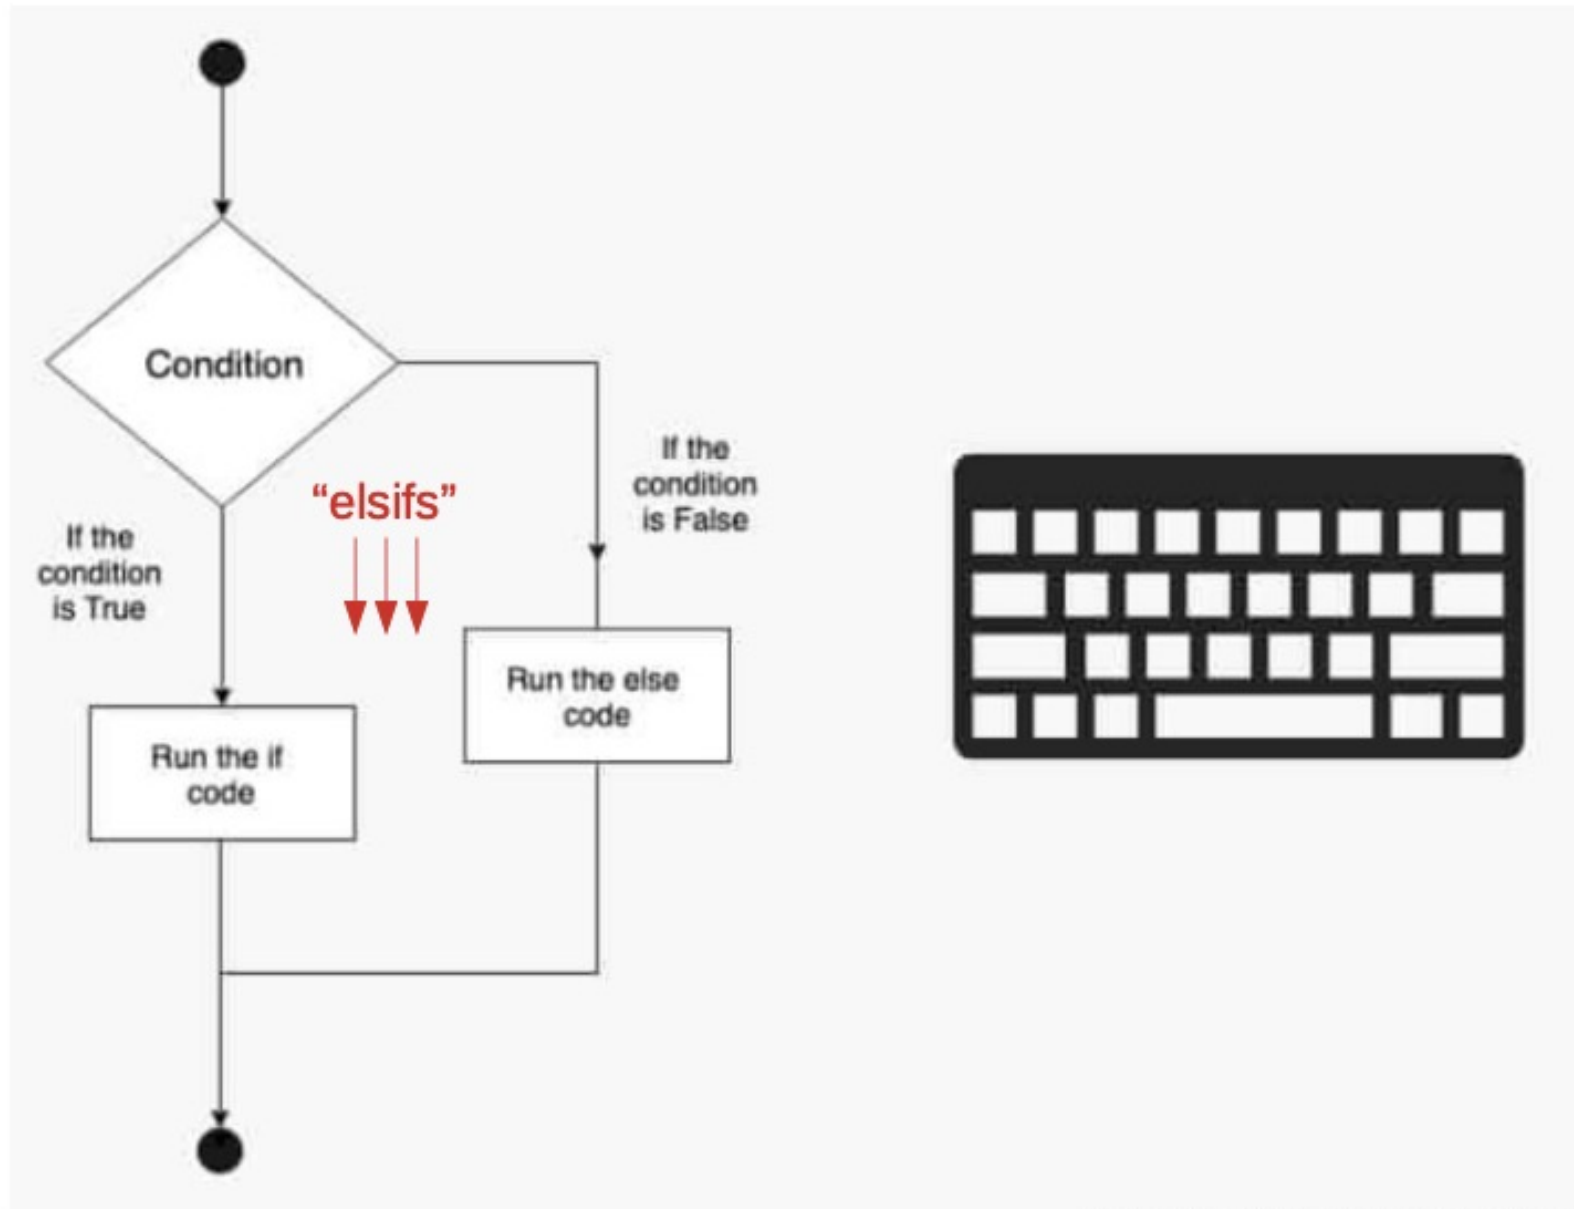 Condition
If the
condition
is False
“elsifs”
If the
condition
is True
Run the else
code
Run the if
code